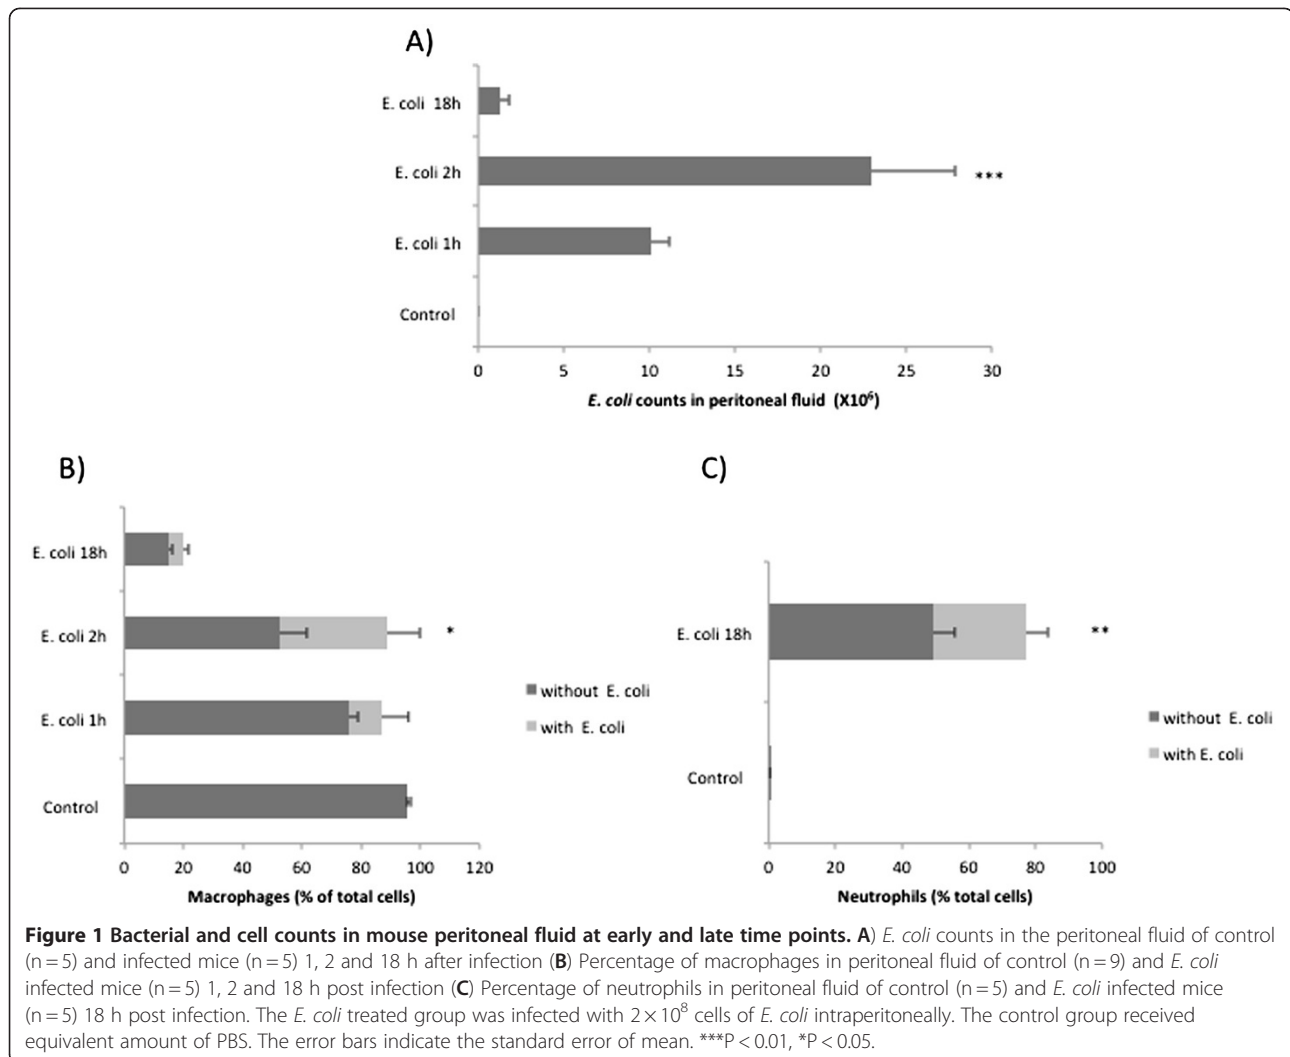 A)
E. coli 18h
E. coli 2h
***
E. coli 1h
Control
0 5 10 15 20 25 30
E. coli counts in peritoneal fluid (X10⁶)
B)
E. coli 18h
E. coli 2h
*
E. coli 1h
Control
without E. coli
with E. coli
0 20 40 60 80 100 120
Macrophages (% of total cells)
C)
E. coli 18h
**
Control
without E. coli
with E. coli
0 20 40 60 80 100
Neutrophils (% total cells)
Figure 1 Bacterial and cell counts in mouse peritoneal fluid at early and late time points. A) E. coli counts in the peritoneal fluid of control
(n = 5) and infected mice (n = 5) 1, 2 and 18 h after infection (B) Percentage of macrophages in peritoneal fluid of control (n = 9) and E. coli
infected mice (n = 5) 1, 2 and 18 h post infection (C) Percentage of neutrophils in peritoneal fluid of control (n = 5) and E. coli infected mice
(n = 5) 18 h post infection. The E. coli treated group was infected with 2 × 10⁸ cells of E. coli intraperitoneally. The control group received
equivalent amount of PBS. The error bars indicate the standard error of mean. ***P < 0.01, *P < 0.05.